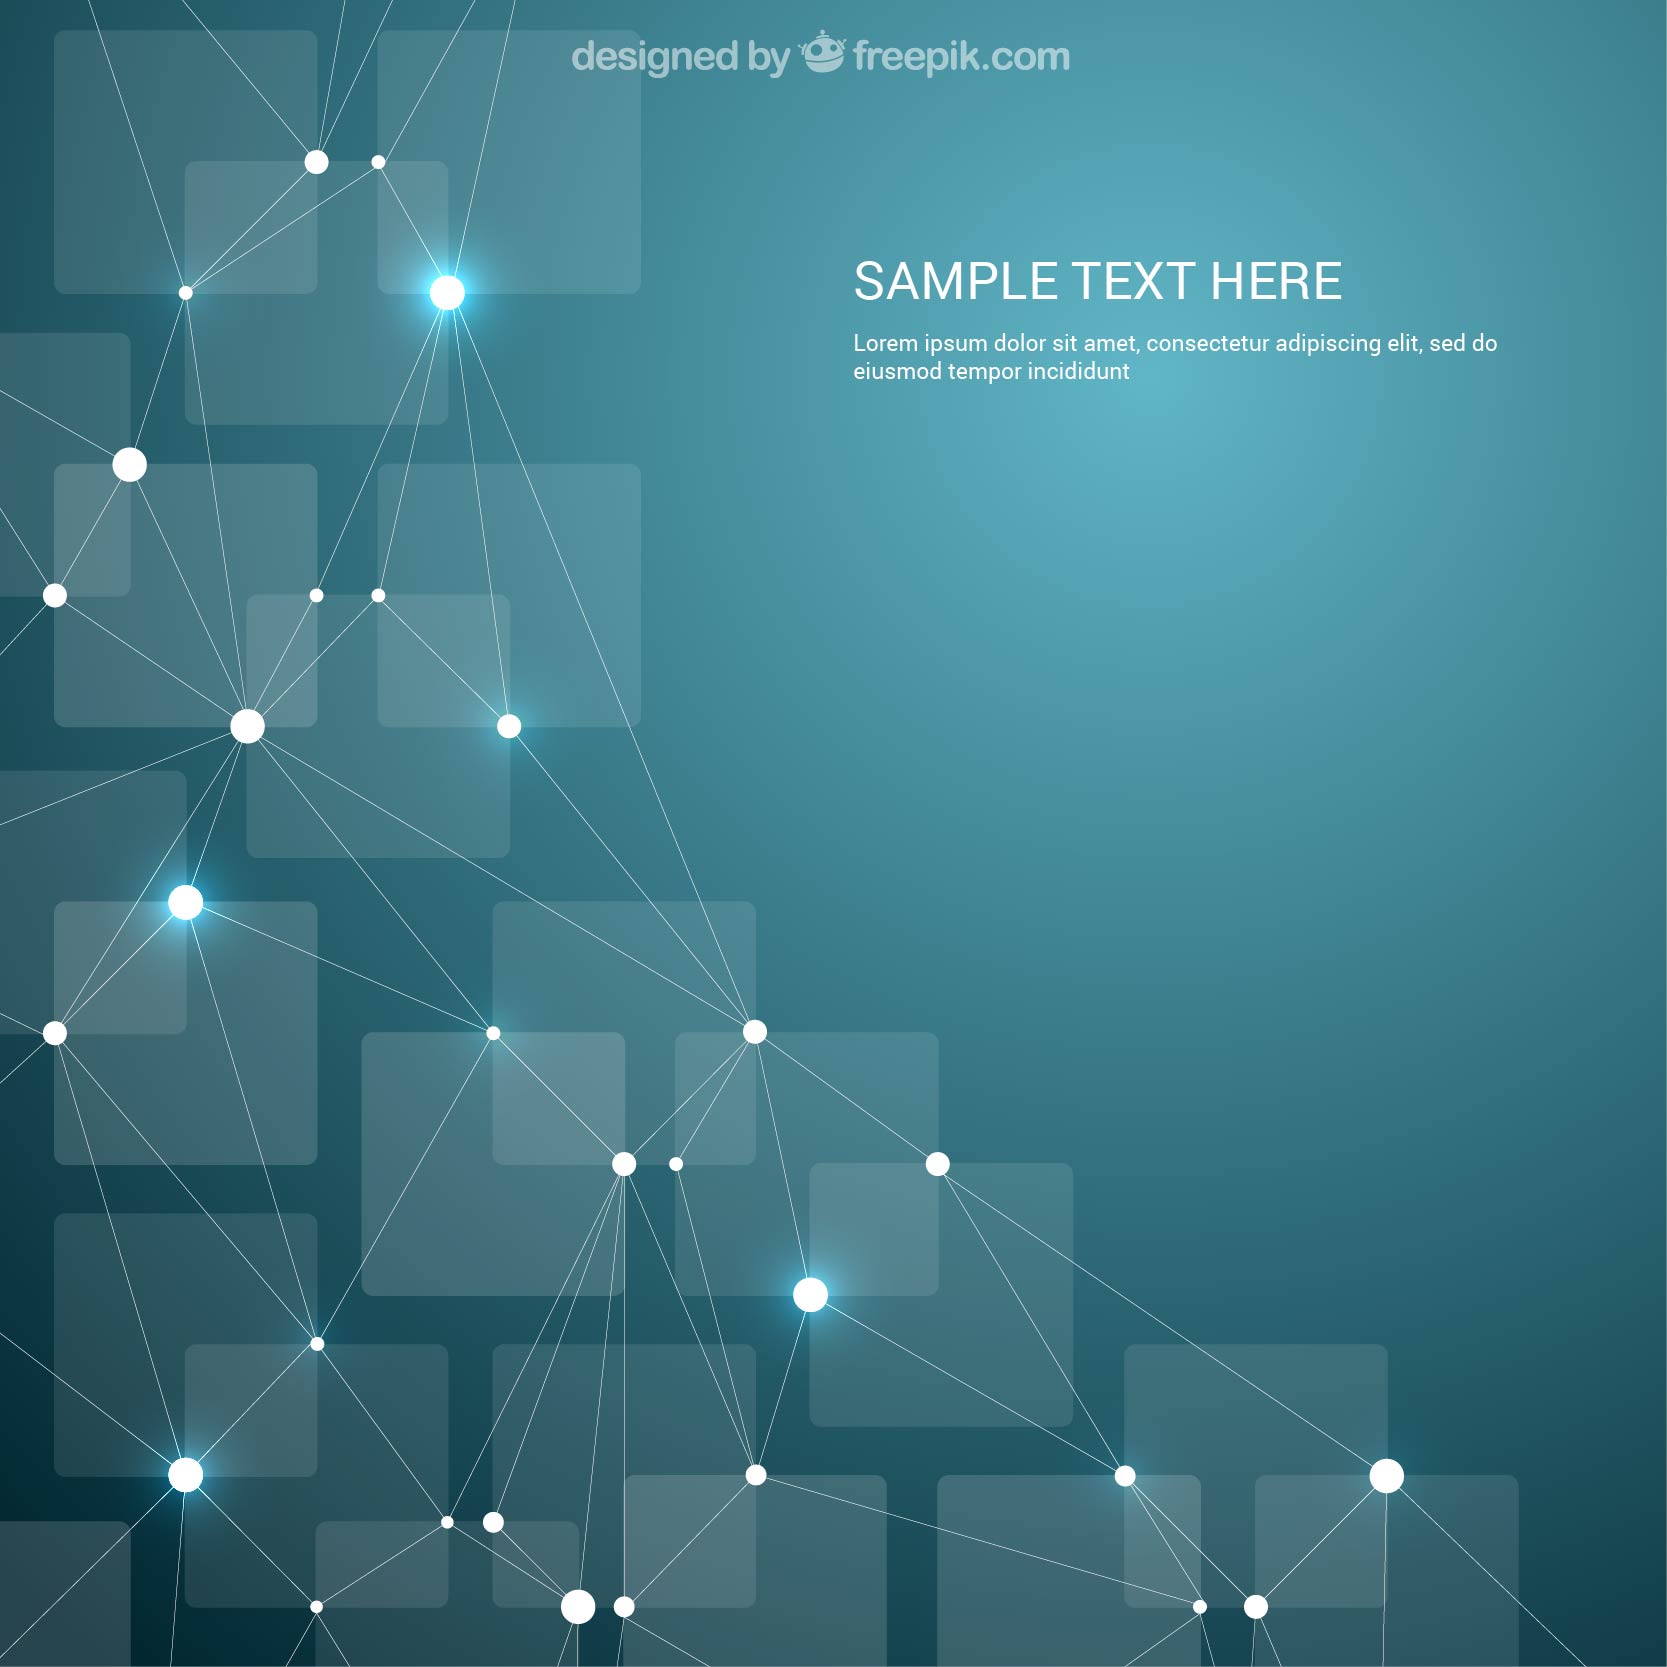 designed by freepik.com
SAMPLE TEXT HERE
Lorem ipsum dolor sit amet, consectetur adipiscing elit, sed do
eiusmod tempor incididunt